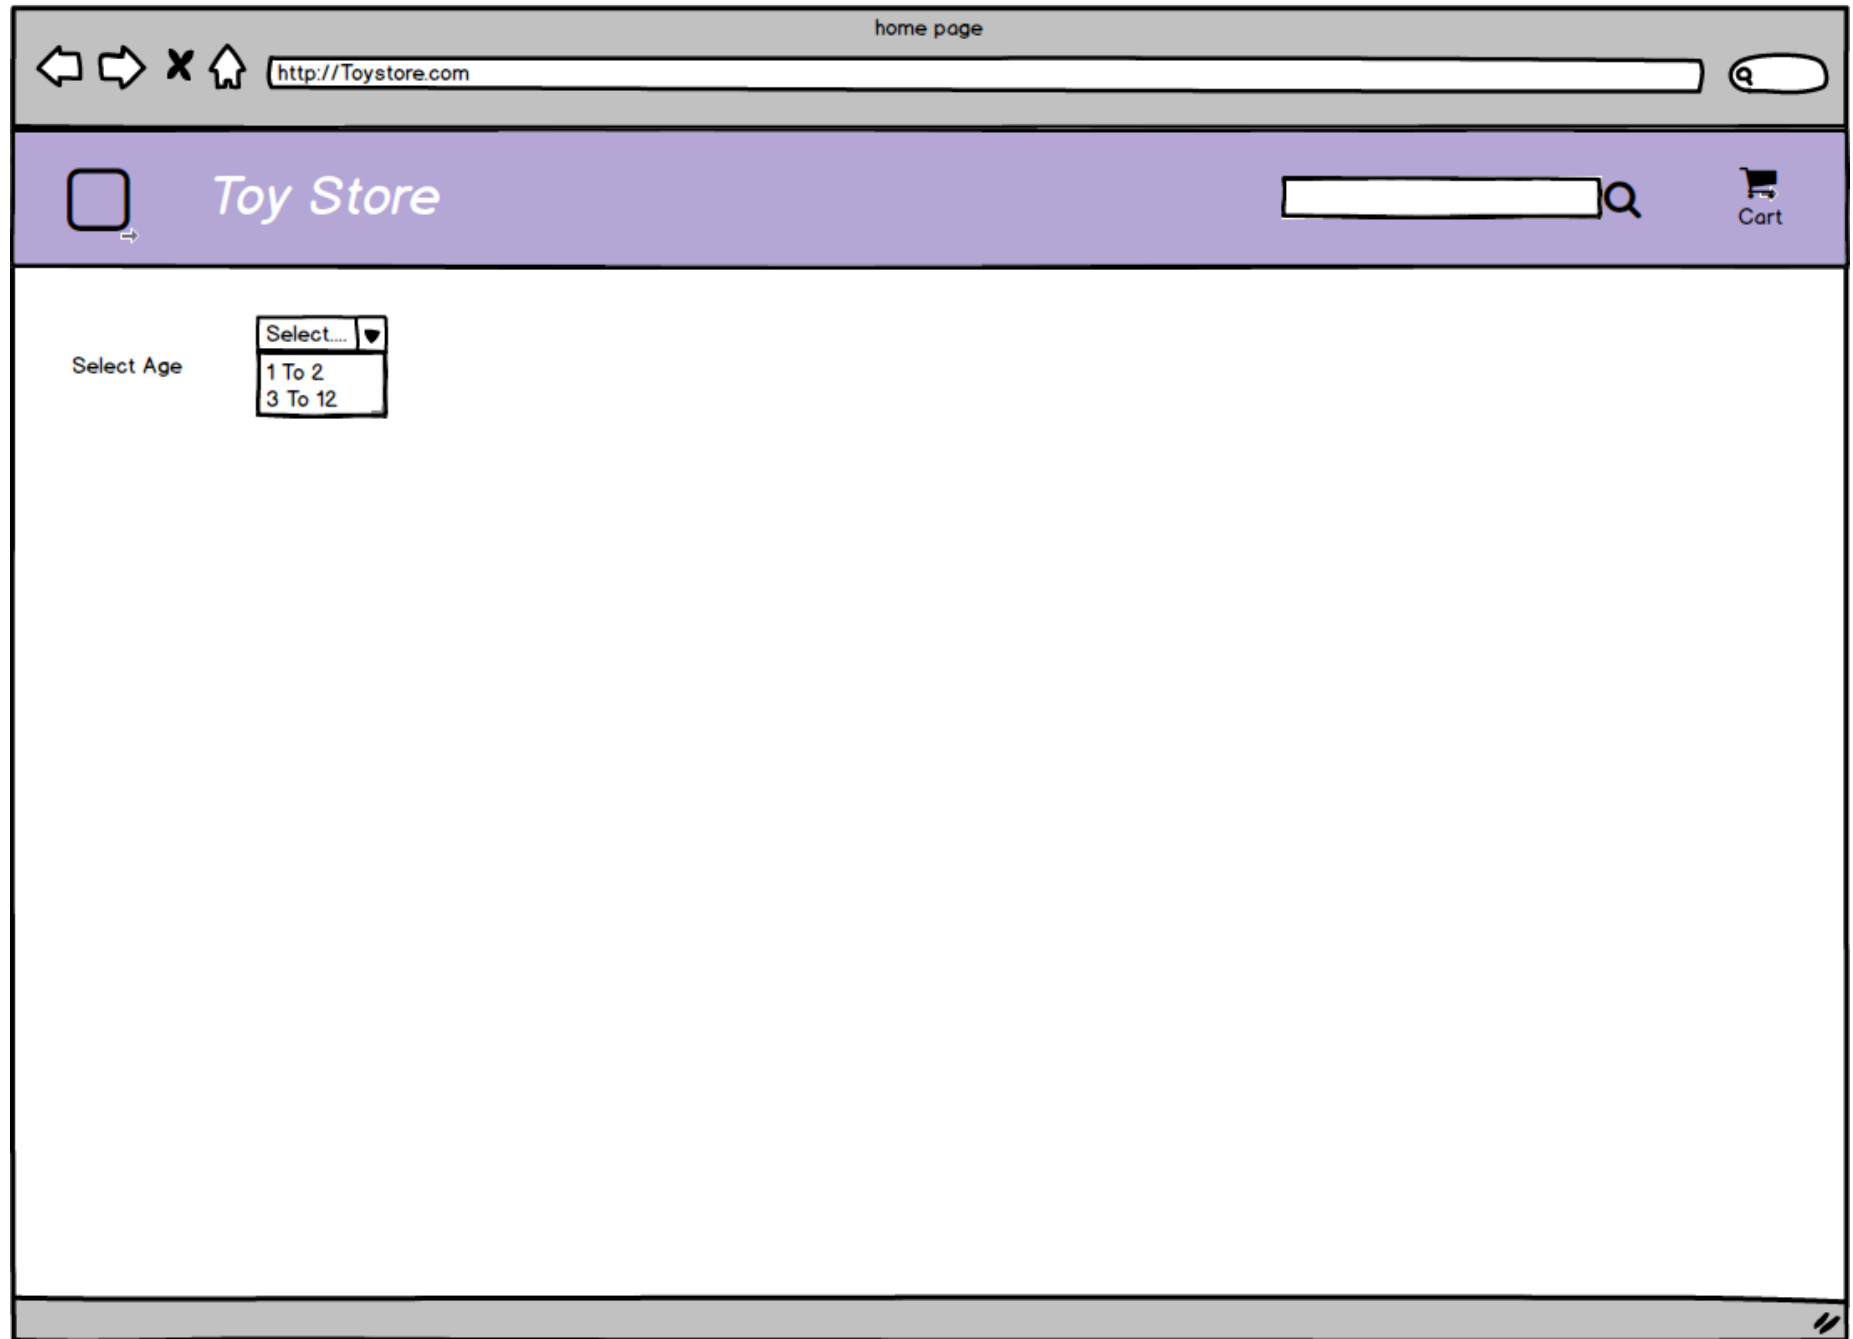 home page
http://Toystore.com
Toy Store
Cart
Select....
Select Age
1 To 2
3 To 12